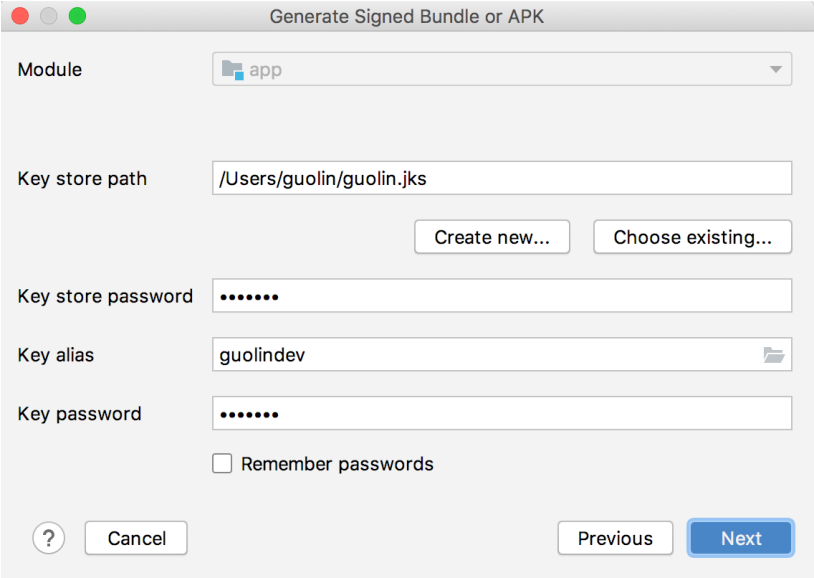 Generate Signed Bundle or APK
Module app
Key store path /Users/guolin/guolin.jks
Create new... Choose existing...
Key store password •••••••
Key alias guolindev
Key password •••••••
Remember passwords
? Cancel Previous Next